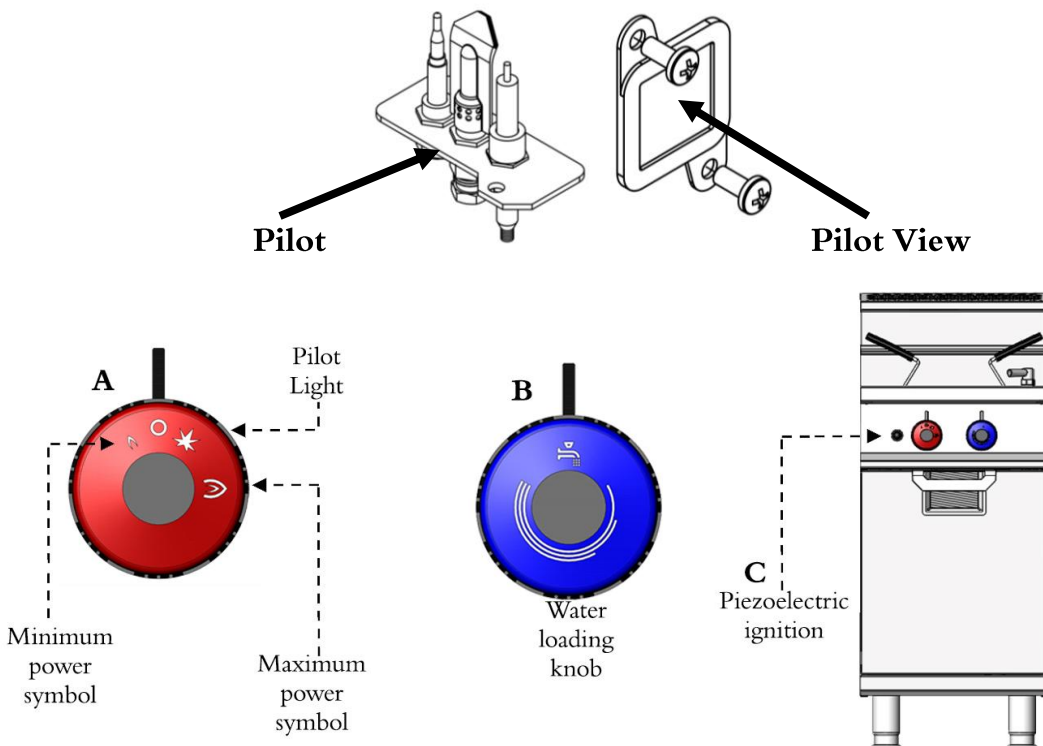 Pilot
Pilot View
A
Pilot
Light
B
C
Piezoelectric
ignition
Minimum
power
symbol
Maximum
power
symbol
Water
loading
knob